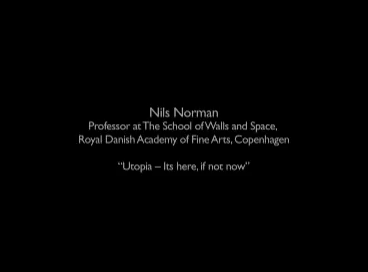 Nils Norman
Professor at The School of Walls and Space,
Royal Danish Academy of Fine Arts, Copenhagen
“Utopia – Its here, if not now”